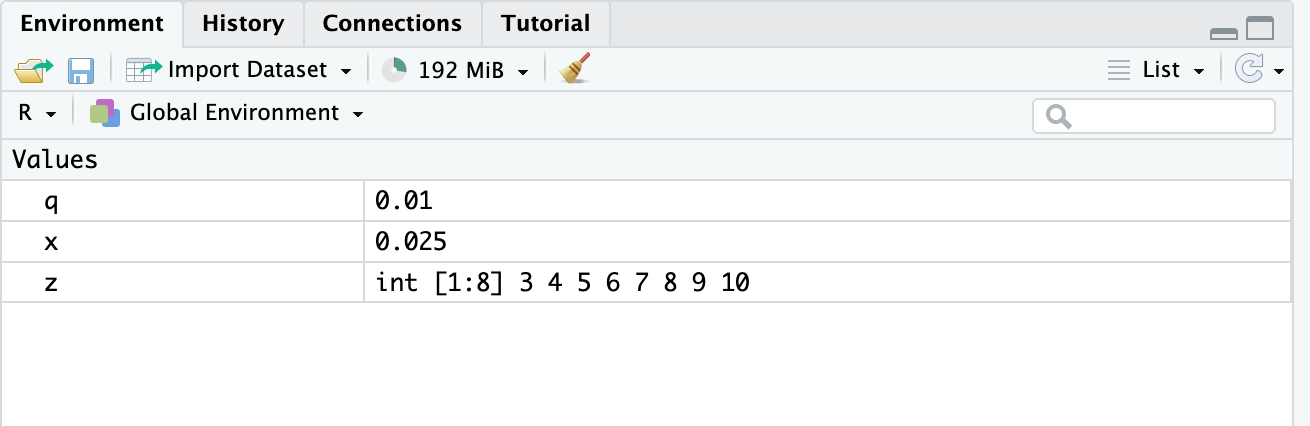 Environment History Connections Tutorial
Import Dataset 192 MiB List
R Global Environment
Values
q 0.01
x 0.025
z int [1:8] 3 4 5 6 7 8 9 10